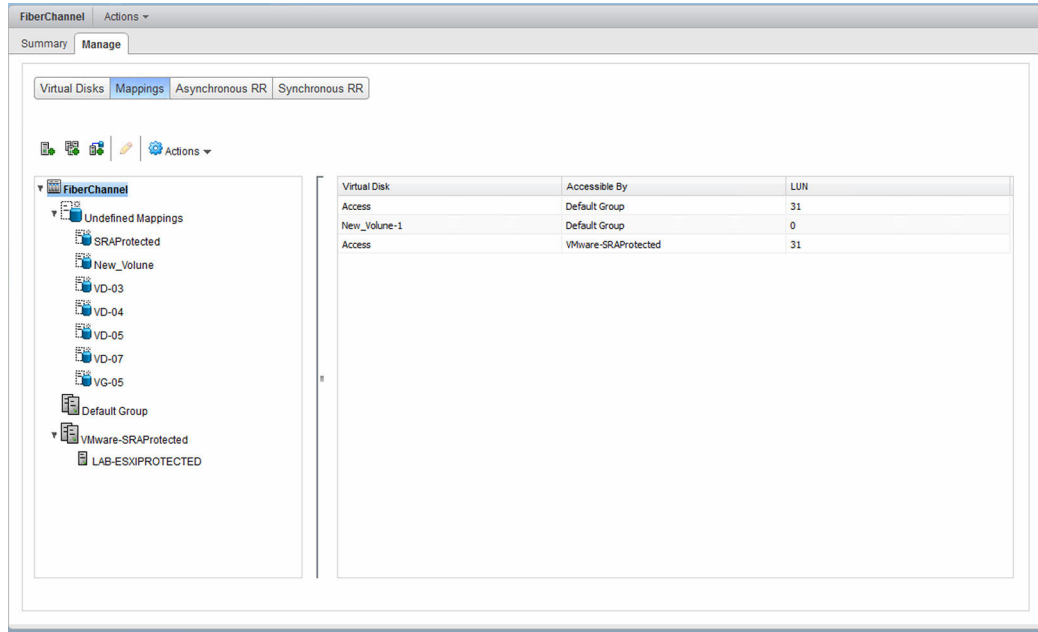 FiberChannel Actions
Summary Manage
Virtual Disks Mappings Asynchronous RR Synchronous RR
Actions
FiberChannel
Undefined Mappings
SRAProtected
New_Volune
VD-03
VD-04
VD-05
VD-07
VG-05
Default Group
VMware-SRAProtected
LAB-ESXIPROTECTED
Virtual Disk Accessible By LUN
Access Default Group 31
New_Volume-1 Default Group 0
Access VMware-SRAProtected 31